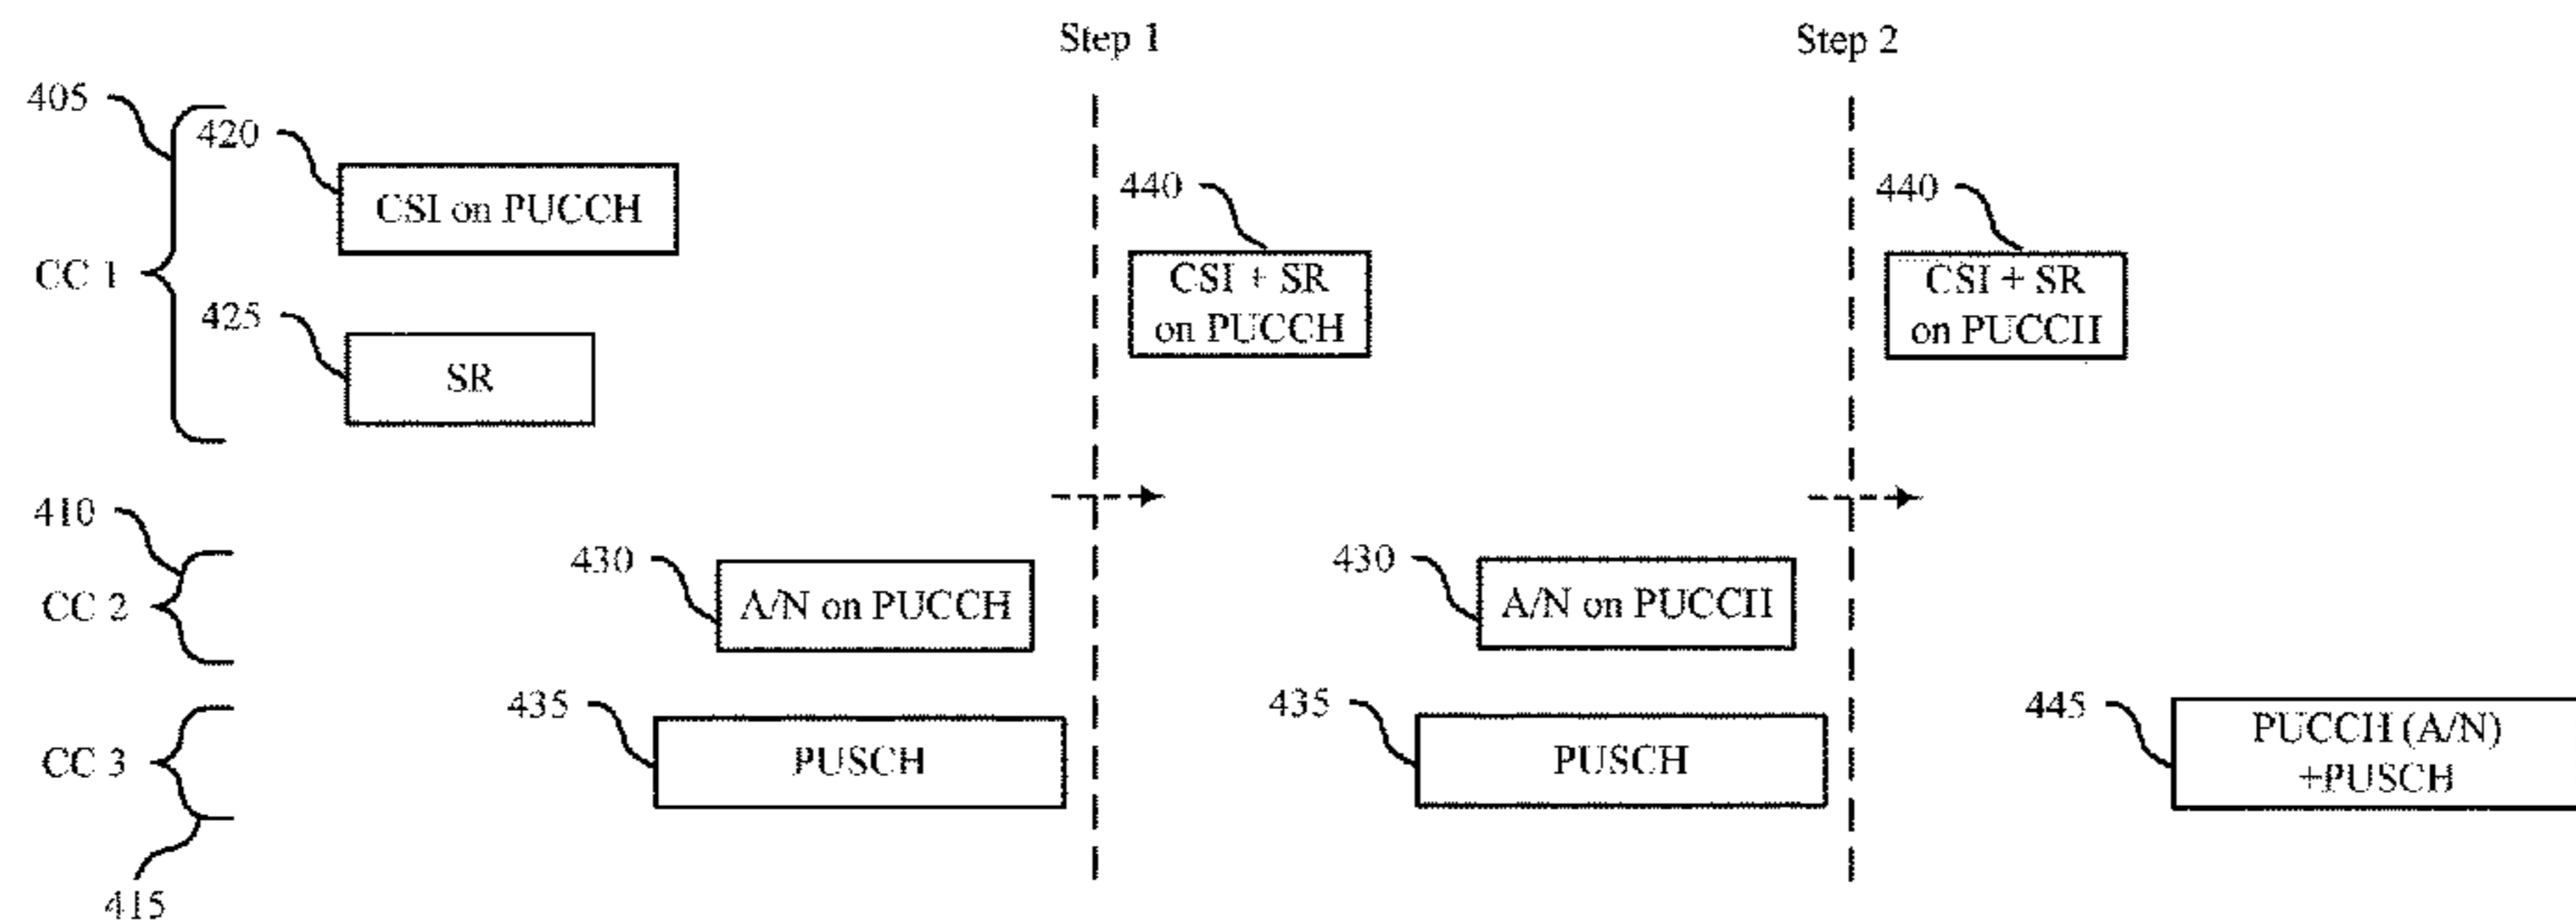 Step 1
Step 2
405
420
CSI on PUCCH
440
CSI + SR
on PUCCH
440
CSI + SR
on PUCCH
CC 1
425
SR
410
CC 2
430
A/N on PUCCH
430
A/N on PUCCH
CC 3
435
PUSCH
435
PUSCH
445
PUCCH (A/N)
+PUSCH
415